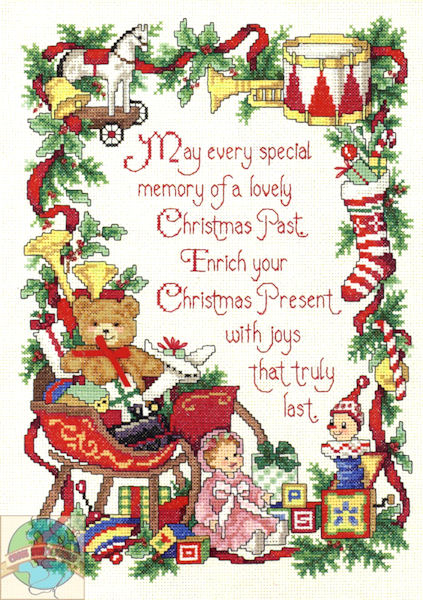 May every special
memory of a lovely
Christmas Past,
Enrich your
Christmas Present
with joys
that truly
last.